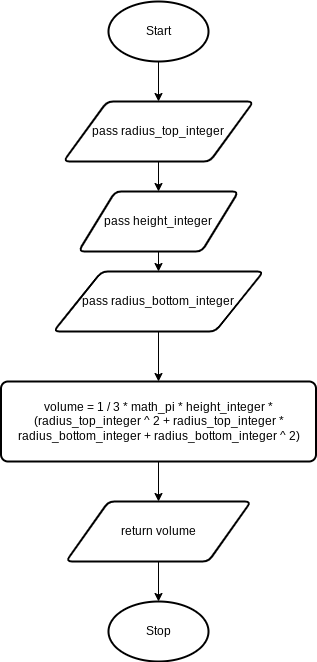 Start
pass radius_top_integer
pass height_integer
pass radius_bottom_integer
volume = 1 / 3 * math_pi * height_integer *
(radius_top_integer ^ 2 + radius_top_integer *
radius_bottom_integer + radius_bottom_integer ^ 2)
return volume
Stop